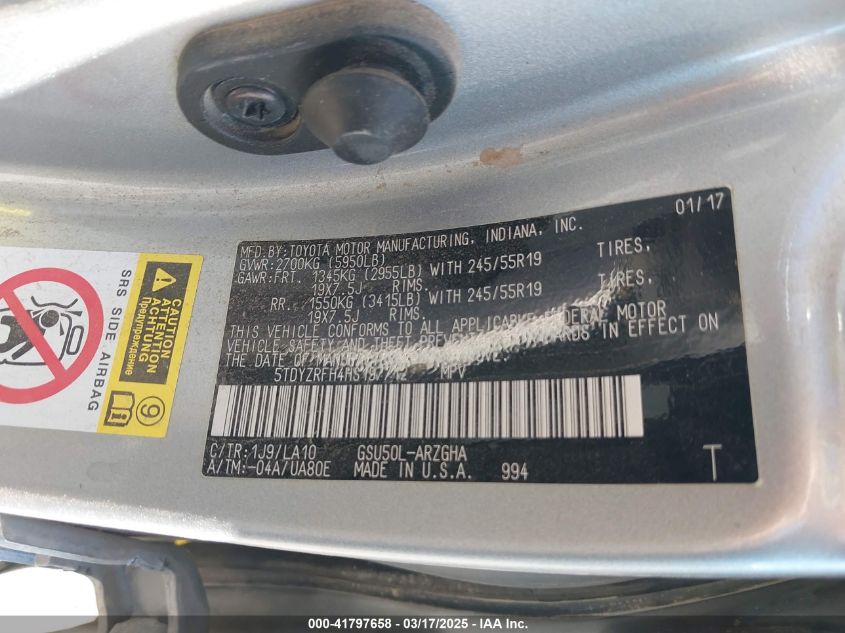 01/17
MFD. BY: TOYOTA MOTOR MANUFACTURING, INDIANA, INC.
GVWR: 2700KG (5950LB)
GAWR: FRT. 1345KG (2955LB) WITH 245/55R19 TIRES,
19X7.5J RIMS.
RR. 1550KG (3415LB) WITH 245/55R19 TIRES,
19X7.5J RIMS.
THIS VEHICLE CONFORMS TO ALL APPLICABLE FEDERAL MOTOR
VEHICLE SAFETY AND THEFT STANDARDS IN EFFECT ON
THE DATE OF
MPV
C/TR: 1J9/LA10 GSU50L-ARZGHA
A/TM: -04A/UA80E MADE IN U.S.A. 994 T
SRS SIDE AIRBAG
CAUTION
ATTENTION
ACHTUNG
Предупреждение
9
000-41797658 - 03/17/2025 - IAA Inc.